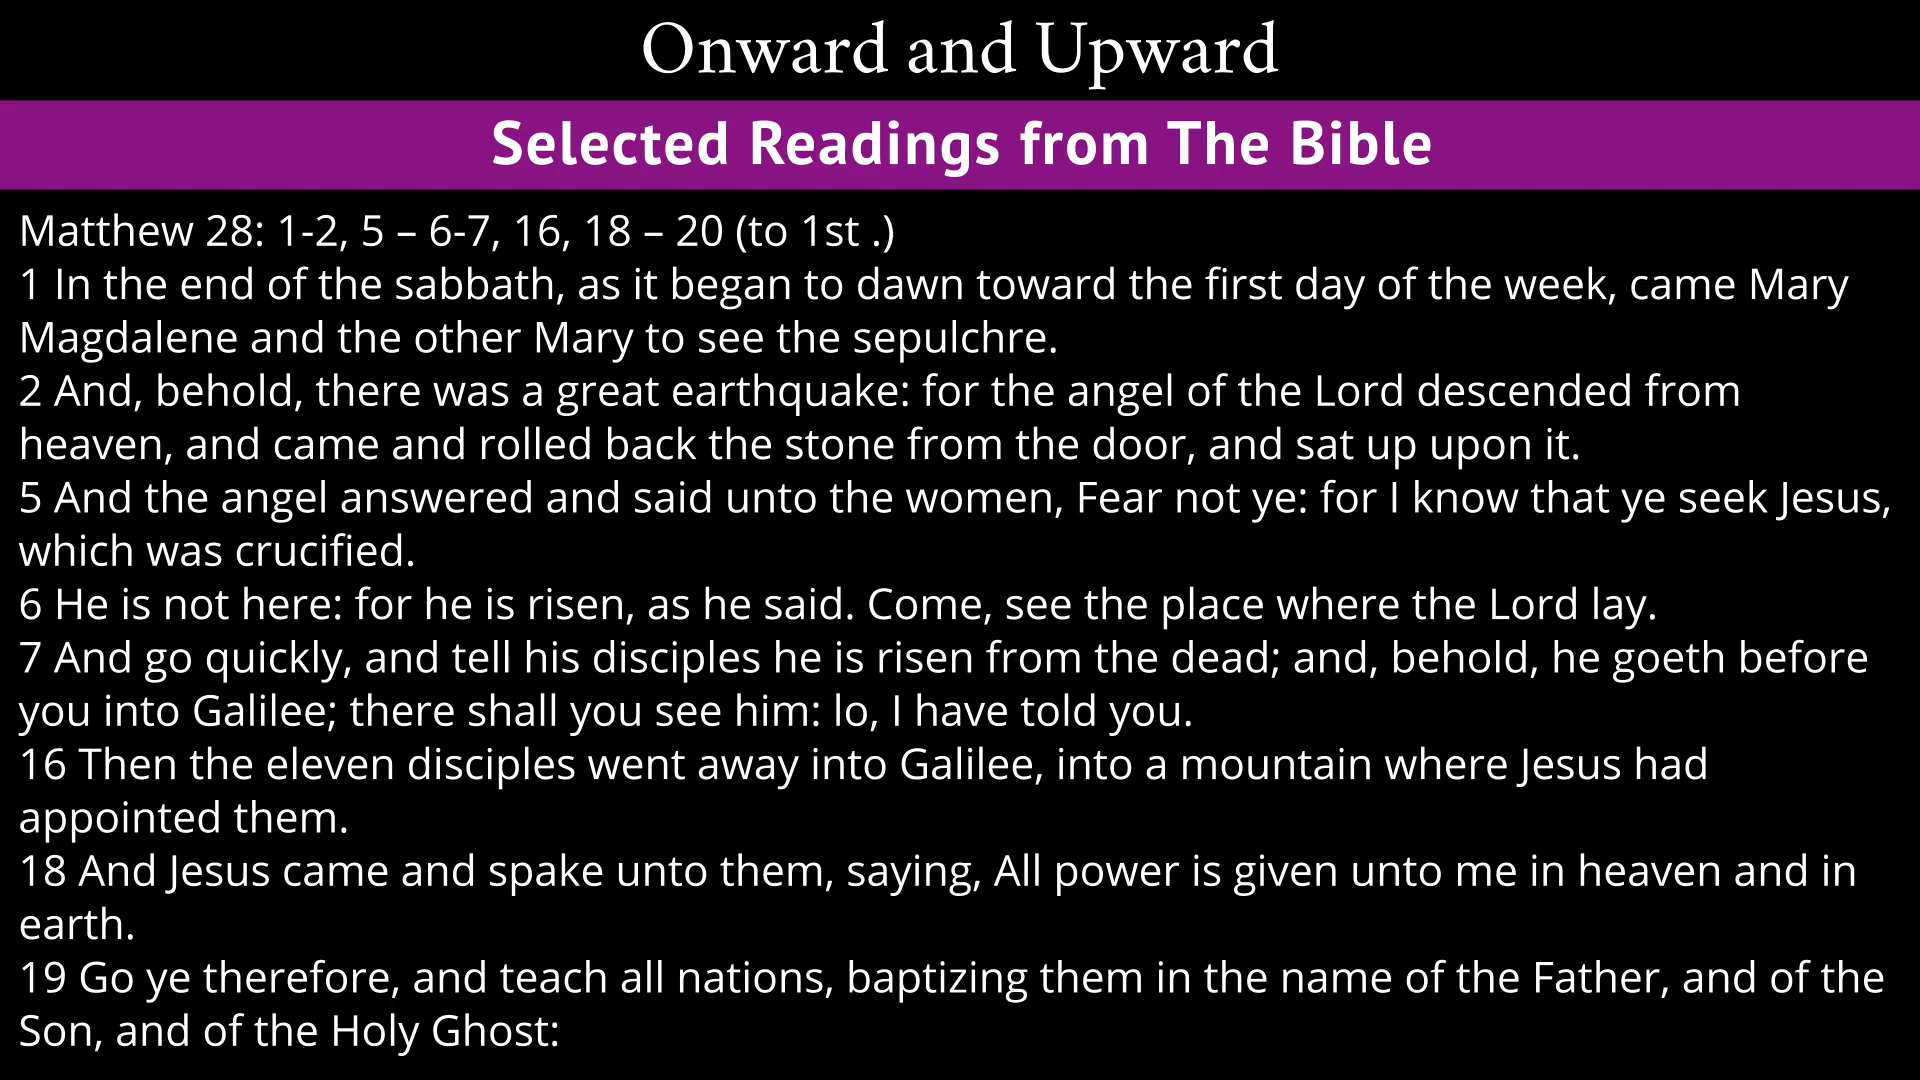 Onward and Upward
Selected Readings from The Bible
Matthew 28: 1-2, 5 – 6-7, 16, 18 – 20 (to 1st .)
1 In the end of the sabbath, as it began to dawn toward the first day of the week, came Mary
Magdalene and the other Mary to see the sepulchre.
2 And, behold, there was a great earthquake: for the angel of the Lord descended from
heaven, and came and rolled back the stone from the door, and sat up upon it.
5 And the angel answered and said unto the women, Fear not ye: for I know that ye seek Jesus,
which was crucified.
6 He is not here: for he is risen, as he said. Come, see the place where the Lord lay.
7 And go quickly, and tell his disciples he is risen from the dead; and, behold, he goeth before
you into Galilee; there shall you see him: lo, I have told you.
16 Then the eleven disciples went away into Galilee, into a mountain where Jesus had
appointed them.
18 And Jesus came and spake unto them, saying, All power is given unto me in heaven and in
earth.
19 Go ye therefore, and teach all nations, baptizing them in the name of the Father, and of the
Son, and of the Holy Ghost: